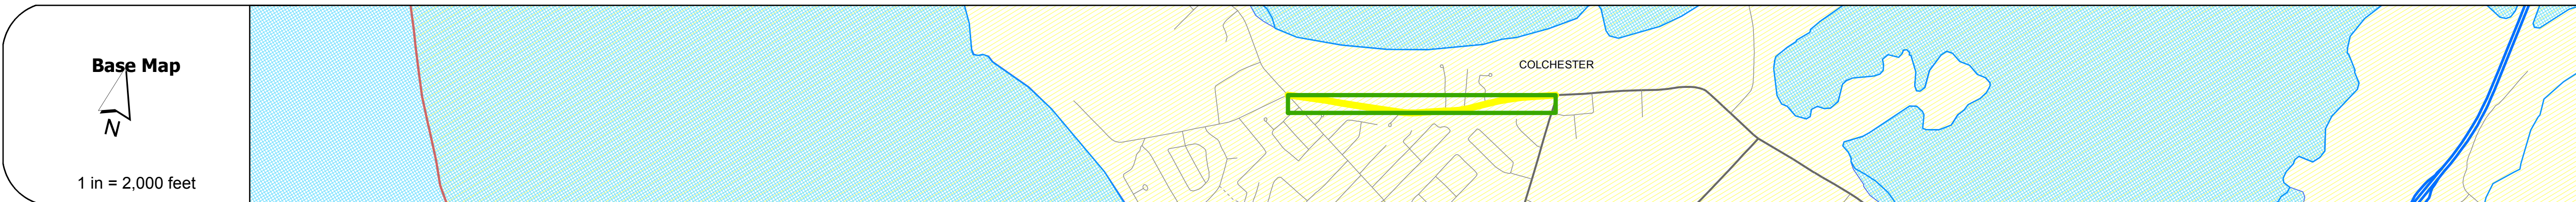 Base Map
N
1 in = 2,000 feet
COLCHESTER